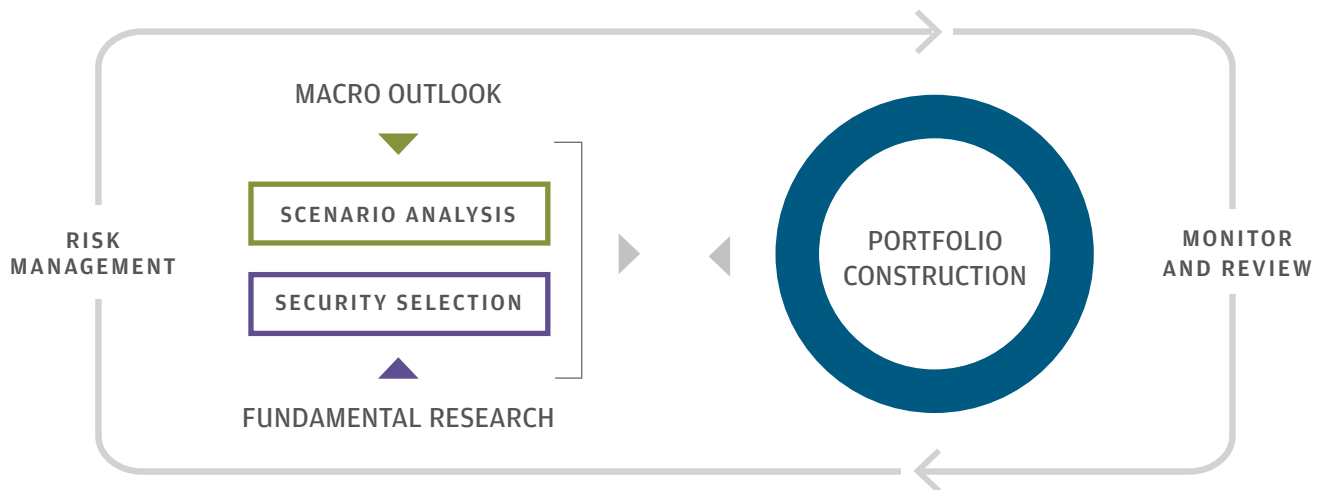 MACRO OUTLOOK
SCENARIO ANALYSIS
SECURITY SELECTION
FUNDAMENTAL RESEARCH
RISK
MANAGEMENT
PORTFOLIO
CONSTRUCTION
MONITOR
AND REVIEW